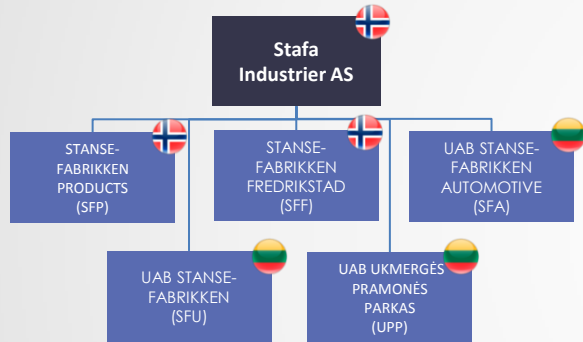 Stafa
Industrier AS
STANSE-
FABRIKKEN
PRODUCTS
(SFP)
STANSE-
FABRIKKEN
FREDRIKSTAD
(SFF)
UAB STANSE-
FABRIKKEN
AUTOMOTIVE
(SFA)
UAB STANSE-
FABRIKKEN
(SFU)
UAB UKMERGĖS
PRAMONĖS
PARKAS
(UPP)